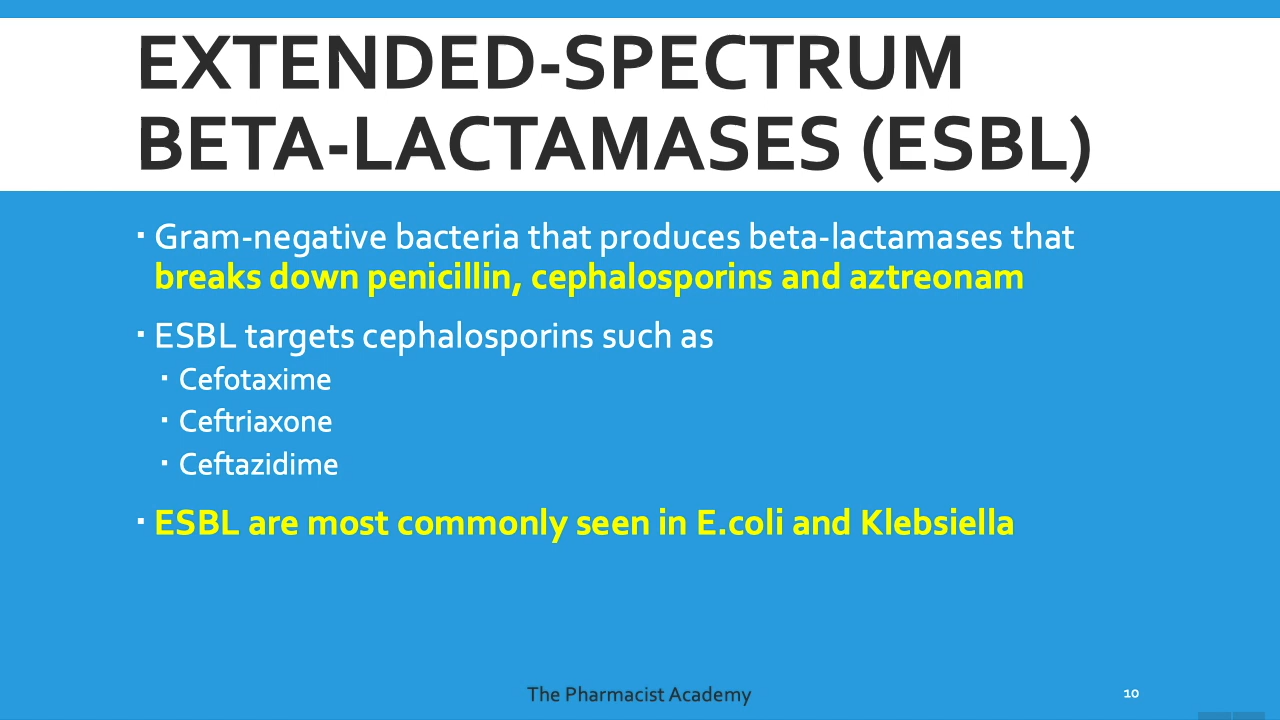 EXTENDED-SPECTRUM
BETA-LACTAMASES (ESBL)
▪ Gram-negative bacteria that produces beta-lactamases that
breaks down penicillin, cephalosporins and aztreonam
▪ ESBL targets cephalosporins such as
▪ Cefotaxime
▪ Ceftriaxone
▪ Ceftazidime
▪ ESBL are most commonly seen in E.coli and Klebsiella
The Pharmacist Academy
10